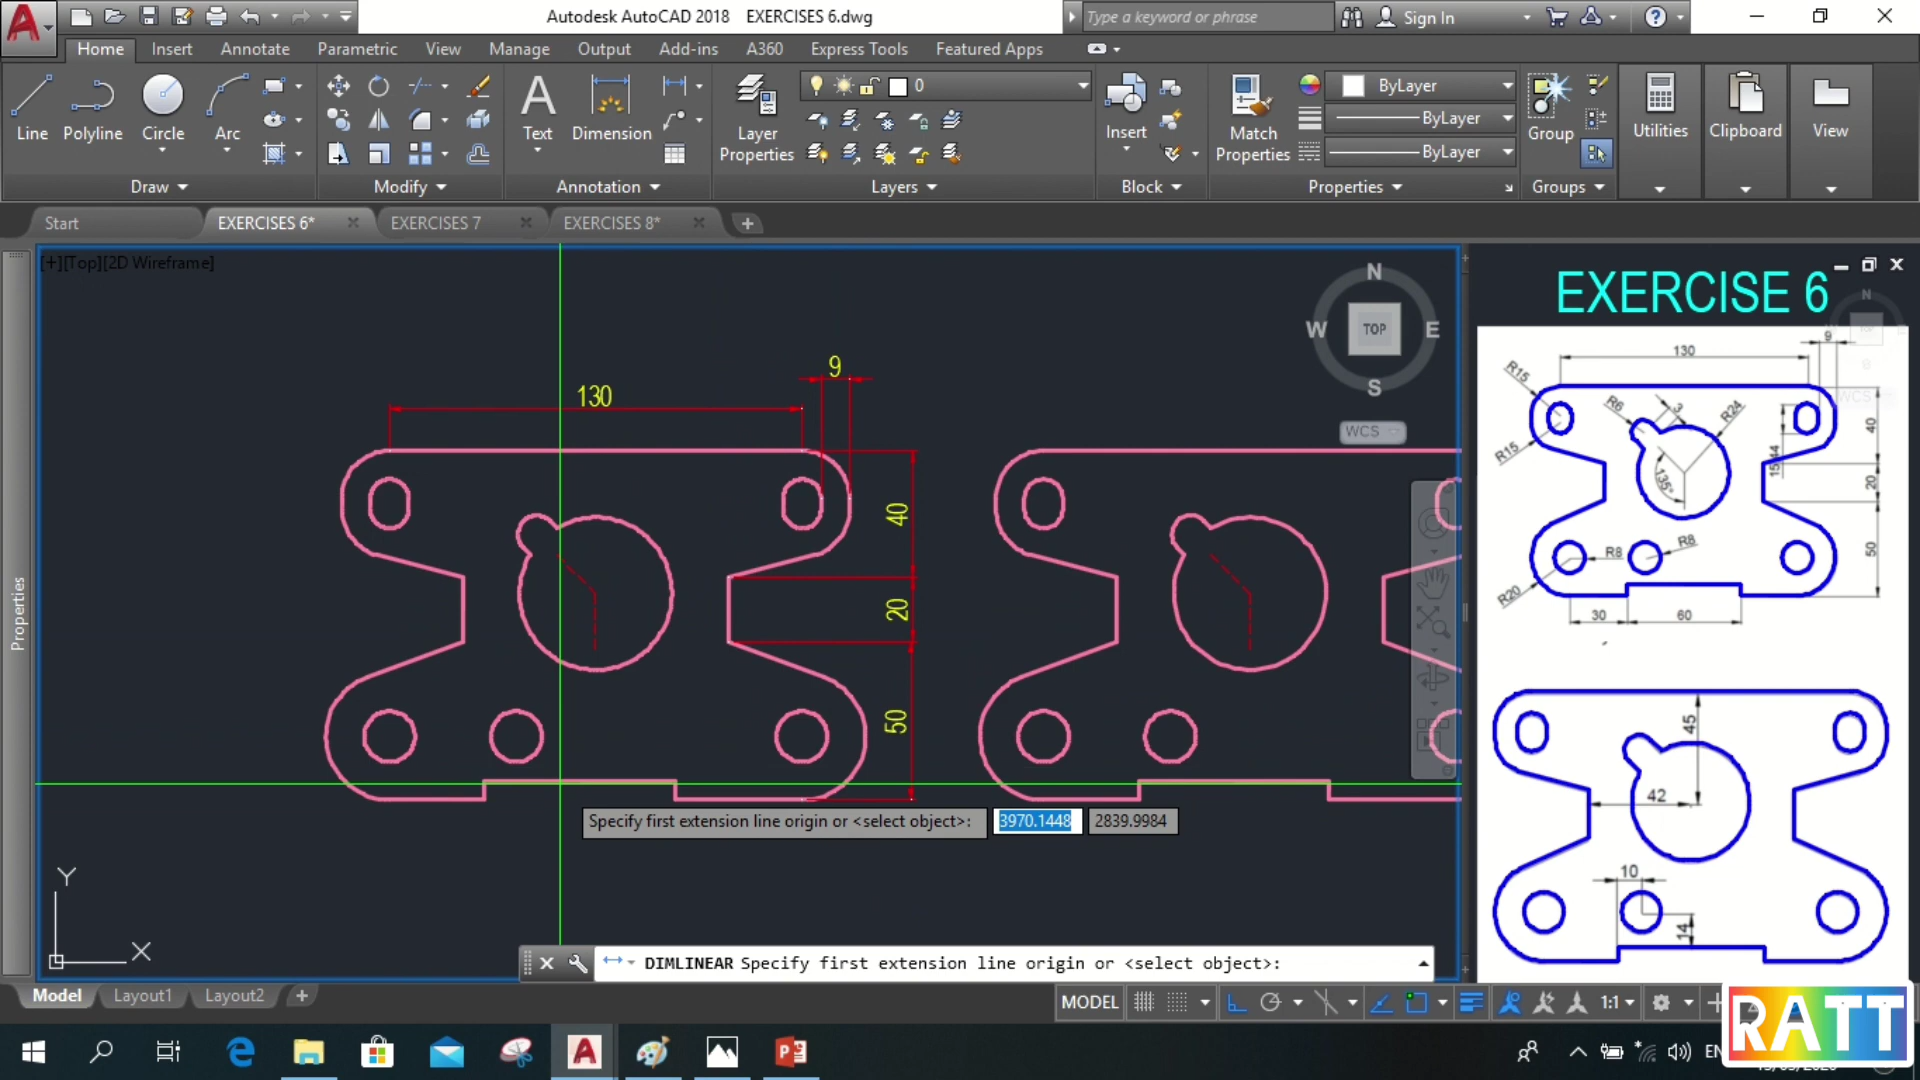 Autodesk AutoCAD 2018 EXERCISES 6.dwg
Type a keyword or phrase
Sign In
Home Insert Annotate Parametric View Manage Output Add-ins A360 Express Tools Featured Apps
Line Polyline Circle Arc
Text Dimension
Layer Properties
0
Insert
Match Properties
ByLayer
ByLayer
ByLayer
Group
Utilities
Clipboard
View
Draw Modify Annotation Layers Block Properties Groups
Start EXERCISES 6* EXERCISES 7 EXERCISES 8*
[+][Top][2D Wireframe]
Properties
N
W TOP E
S
WCS
130
9
40
20
50
Specify first extension line origin or <select object>: 3970.1448 2839.9984
Y
X
DIMLINEAR Specify first extension line origin or <select object>:
EXERCISE 6
N
WCS
130
9
R15
R15
R6
3
R24
135°
15.44
40
20
50
R8
R8
R20
30
60
45
42
10
14
Model Layout1 Layout2
MODEL
1:1
RATT